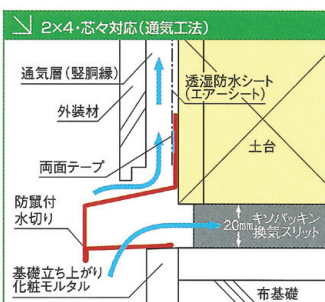 2×4・芯々対応(通気工法)
通気層(竪胴縁)
外装材
透湿防水シート
(エアーシート)
両面テープ
土台
防鼠付
水切り
20mm
キソパッキン
換気スリット
基礎立ち上がり
化粧モルタル
布基礎